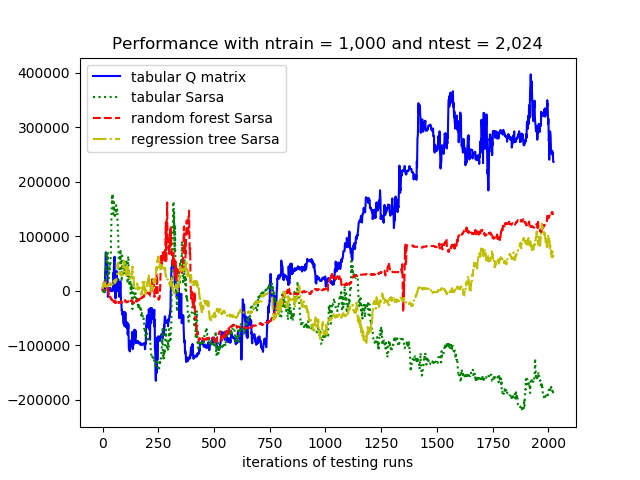 Performance with ntrain = 1,000 and ntest = 2,024
tabular Q matrix
tabular Sarsa
random forest Sarsa
regression tree Sarsa
400000
300000
200000
100000
0
−100000
−200000
0 250 500 750 1000 1250 1500 1750 2000
iterations of testing runs